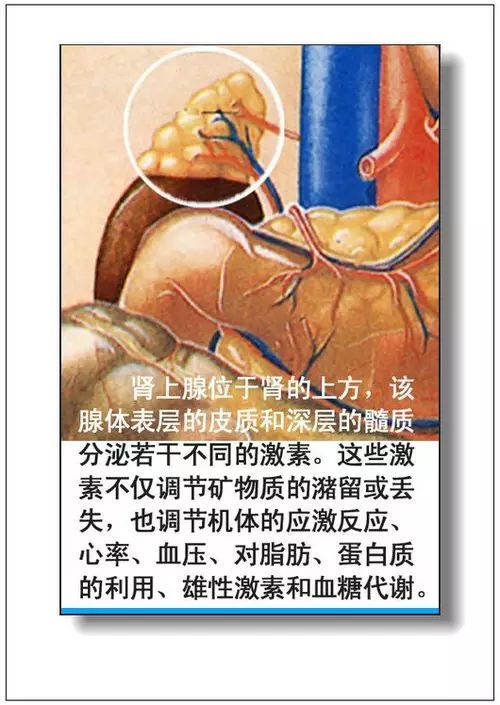 肾上腺位于肾的上方，该
腺体表层的皮质和深层的髓质
分泌若干不同的激素。这些激
素不仅调节矿物质的潴留或丢
失，也调节机体的应激反应、
心率、血压、对脂肪、蛋白质
的利用、雄性激素和血糖代谢。